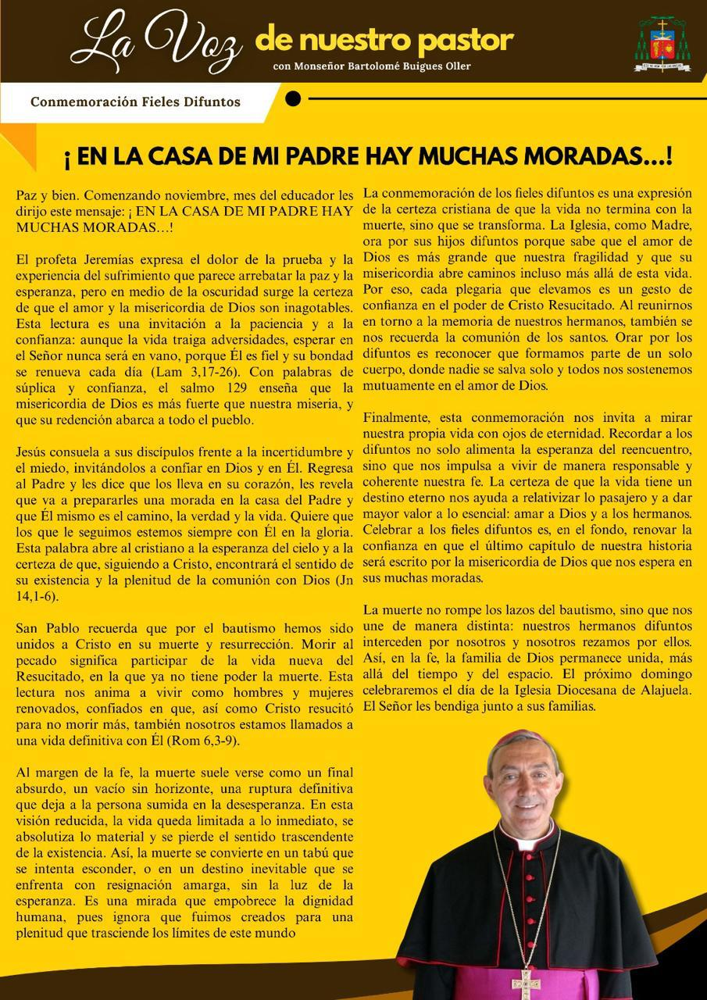 La Voz de nuestro pastor
con Monseñor Bartolomé Buigues Oller
Conmemoración Fieles Difuntos
¡ EN LA CASA DE MI PADRE HAY MUCHAS MORADAS...!
Paz y bien. Comenzando noviembre, mes del educador les
dirijo este mensaje: ¡ EN LA CASA DE MI PADRE HAY
MUCHAS MORADAS…!
El profeta Jeremías expresa el dolor de la prueba y la
experiencia del sufrimiento que parece arrebatar la paz y la
esperanza, pero en medio de la oscuridad surge la certeza
de que el amor y la misericordia de Dios son inagotables.
Esta lectura es una invitación a la paciencia y a la
confianza: aunque la vida traiga adversidades, esperar en
el Señor nunca será en vano, porque Él es fiel y su bondad
se renueva cada día (Lam 3,17-26). Con palabras de
súplica y confianza, el salmo 129 enseña que la
misericordia de Dios es más fuerte que nuestra miseria, y
que su redención abarca a todo el pueblo.
Jesús consuela a sus discípulos frente a la incertidumbre y
el miedo, invitándolos a confiar en Dios y en Él. Regresa
al Padre y les dice que los lleva en su corazón, les revela
que va a prepararles una morada en la casa del Padre y
que Él mismo es el camino, la verdad y la vida. Quiere que
los que le seguimos estemos siempre con Él en la gloria.
Esta palabra abre al cristiano a la esperanza del cielo y a la
certeza de que, siguiendo a Cristo, encontrará el sentido de
su existencia y la plenitud de la comunión con Dios (Jn
14,1-6).
San Pablo recuerda que por el bautismo hemos sido
unidos a Cristo en su muerte y resurrección. Morir al
pecado significa participar de la vida nueva del
Resucitado, en la que ya no tiene poder la muerte. Esta
lectura nos anima a vivir como hombres y mujeres
renovados, confiados en que, así como Cristo resucitó
para no morir más, también nosotros estamos llamados a
una vida definitiva con Él (Rom 6,3-9).
Al margen de la fe, la muerte suele verse como un final
absurdo, un vacío sin horizonte, una ruptura definitiva
que deja a la persona sumida en la desesperanza. En esta
visión reducida, la vida queda limitada a lo inmediato, se
absolutiza lo material y se pierde el sentido trascendente
de la existencia. Así, la muerte se convierte en un tabú que
se intenta esconder, o en un destino inevitable que se
enfrenta con resignación amarga, sin la luz de la
esperanza. Es una mirada que empobrece la dignidad
humana, pues ignora que fuimos creados para una
plenitud que trasciende los límites de este mundo
La conmemoración de los fieles difuntos es una expresión
de la certeza cristiana de que la vida no termina con la
muerte, sino que se transforma. La Iglesia, como Madre,
ora por sus hijos difuntos porque sabe que el amor de
Dios es más grande que nuestra fragilidad y que su
misericordia abre caminos incluso más allá de esta vida.
Por eso, cada plegaria que elevamos es un gesto de
confianza en el poder de Cristo Resucitado. Al reunirnos
en torno a la memoria de nuestros hermanos, también se
nos recuerda la comunión de los santos. Orar por los
difuntos es reconocer que formamos parte de un solo
cuerpo, donde nadie se salva solo y todos nos sostenemos
mutuamente en el amor de Dios.
Finalmente, esta conmemoración nos invita a mirar
nuestra propia vida con ojos de eternidad. Recordar a los
difuntos no solo alimenta la esperanza del reencuentro,
sino que nos impulsa a vivir de manera responsable y
coherente nuestra fe. La certeza de que la vida tiene un
destino eterno nos ayuda a relativizar lo pasajero y a dar
mayor valor a lo esencial: amar a Dios y a los hermanos.
Celebrar a los fieles difuntos es, en el fondo, renovar la
confianza en que el último capítulo de nuestra historia
será escrito por la misericordia de Dios que nos espera en
sus muchas moradas.
La muerte no rompe los lazos del bautismo, sino que nos
une de manera distinta: nuestros hermanos difuntos
interceden por nosotros y nosotros rezamos por ellos.
Así, en la fe, la familia de Dios permanece unida, más
allá del tiempo y del espacio. El próximo domingo
celebraremos el día de la Iglesia Diocesana de Alajuela.
El Señor les bendiga junto a sus familias.